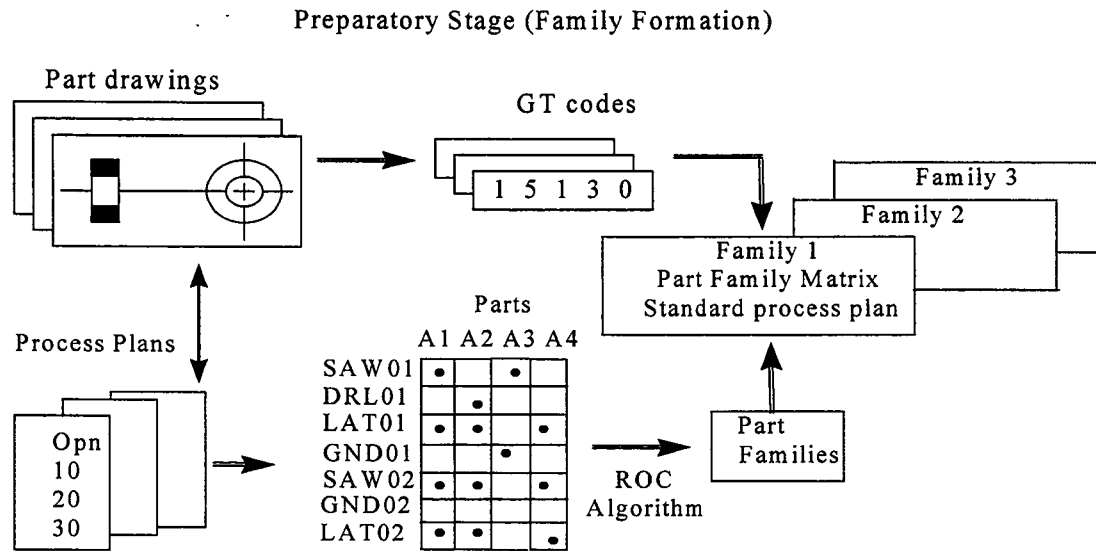 Preparatory Stage (Family Formation)
Part drawings
GT codes
1 5 1 3 0
Family 3
Family 2
Family 1
Part Family Matrix
Standard process plan
Process Plans
Opn
10
20
30
Parts
A1 A2 A3 A4
SAW01
DRL01
LAT01
GND01
SAW02
GND02
LAT02
ROC
Algorithm
Part
Families